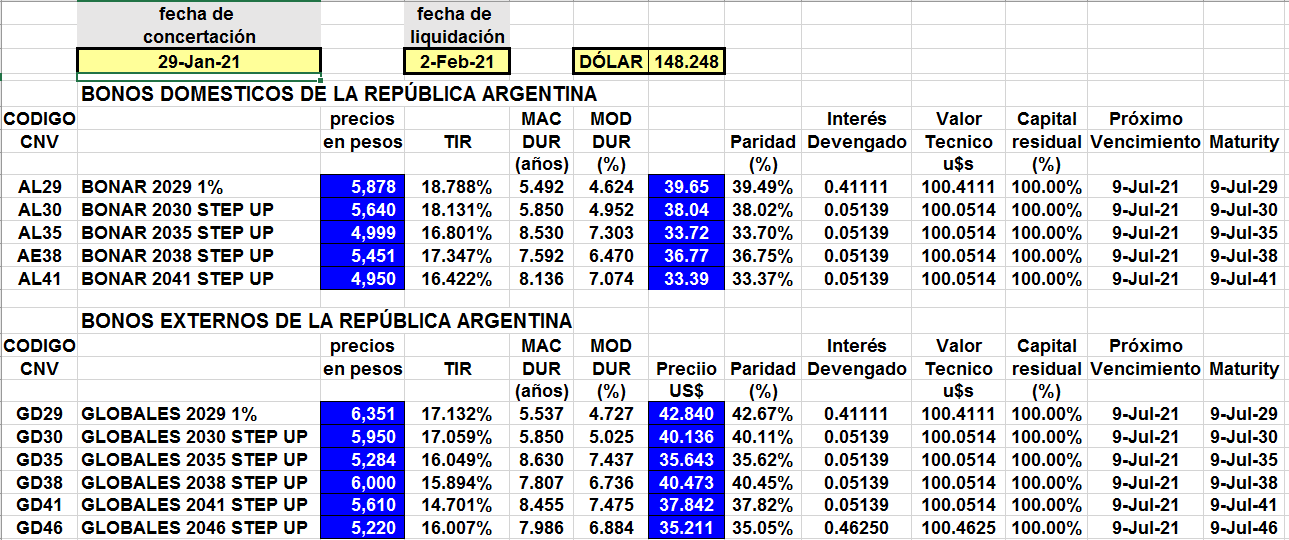 fecha de fecha de
concertación liquidación
29-Jan-21 2-Feb-21 DÓLAR 148.248
BONOS DOMESTICOS DE LA REPÚBLICA ARGENTINA
CODIGO precios MAC MOD Interés Valor Capital Próximo
CNV en pesos TIR DUR DUR Paridad Devengado Tecnico residual Vencimiento Maturity
(años) (%) (%) u$s (%)
AL29 BONAR 2029 1% 5,878 18.788% 5.492 4.624 39.65 39.49% 0.41111 100.4111 100.00% 9-Jul-21 9-Jul-29
AL30 BONAR 2030 STEP UP 5,640 18.131% 5.850 4.952 38.04 38.02% 0.05139 100.0514 100.00% 9-Jul-21 9-Jul-30
AL35 BONAR 2035 STEP UP 4,999 16.801% 8.530 7.303 33.72 33.70% 0.05139 100.0514 100.00% 9-Jul-21 9-Jul-35
AE38 BONAR 2038 STEP UP 5,451 17.347% 7.592 6.470 36.77 36.75% 0.05139 100.0514 100.00% 9-Jul-21 9-Jul-38
AL41 BONAR 2041 STEP UP 4,950 16.422% 8.136 7.074 33.39 33.37% 0.05139 100.0514 100.00% 9-Jul-21 9-Jul-41
BONOS EXTERNOS DE LA REPÚBLICA ARGENTINA
CODIGO precios MAC MOD Interés Valor Capital Próximo
CNV en pesos TIR DUR DUR Preciio Paridad Devengado Tecnico residual Vencimiento Maturity
(años) (%) US$ (%) u$s (%)
GD29 GLOBALES 2029 1% 6,351 17.132% 5.537 4.727 42.840 42.67% 0.41111 100.4111 100.00% 9-Jul-21 9-Jul-29
GD30 GLOBALES 2030 STEP UP 5,950 17.059% 5.850 5.025 40.136 40.11% 0.05139 100.0514 100.00% 9-Jul-21 9-Jul-30
GD35 GLOBALES 2035 STEP UP 5,284 16.049% 8.630 7.437 35.643 35.62% 0.05139 100.0514 100.00% 9-Jul-21 9-Jul-35
GD38 GLOBALES 2038 STEP UP 6,000 15.894% 7.807 6.736 40.473 40.45% 0.05139 100.0514 100.00% 9-Jul-21 9-Jul-38
GD41 GLOBALES 2041 STEP UP 5,610 14.701% 8.455 7.475 37.842 37.82% 0.05139 100.0514 100.00% 9-Jul-21 9-Jul-41
GD46 GLOBALES 2046 STEP UP 5,220 16.007% 7.986 6.884 35.211 35.05% 0.46250 100.4625 100.00% 9-Jul-21 9-Jul-46